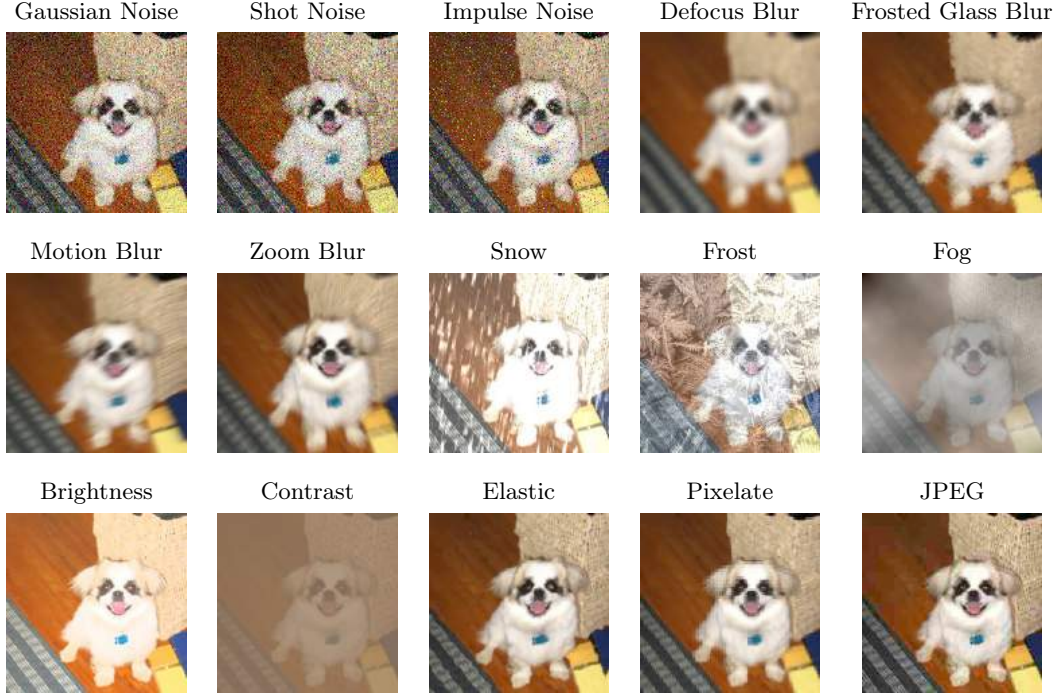 Gaussian Noise
Shot Noise
Impulse Noise
Defocus Blur
Frosted Glass Blur
Motion Blur
Zoom Blur
Snow
Frost
Fog
Brightness
Contrast
Elastic
Pixelate
JPEG